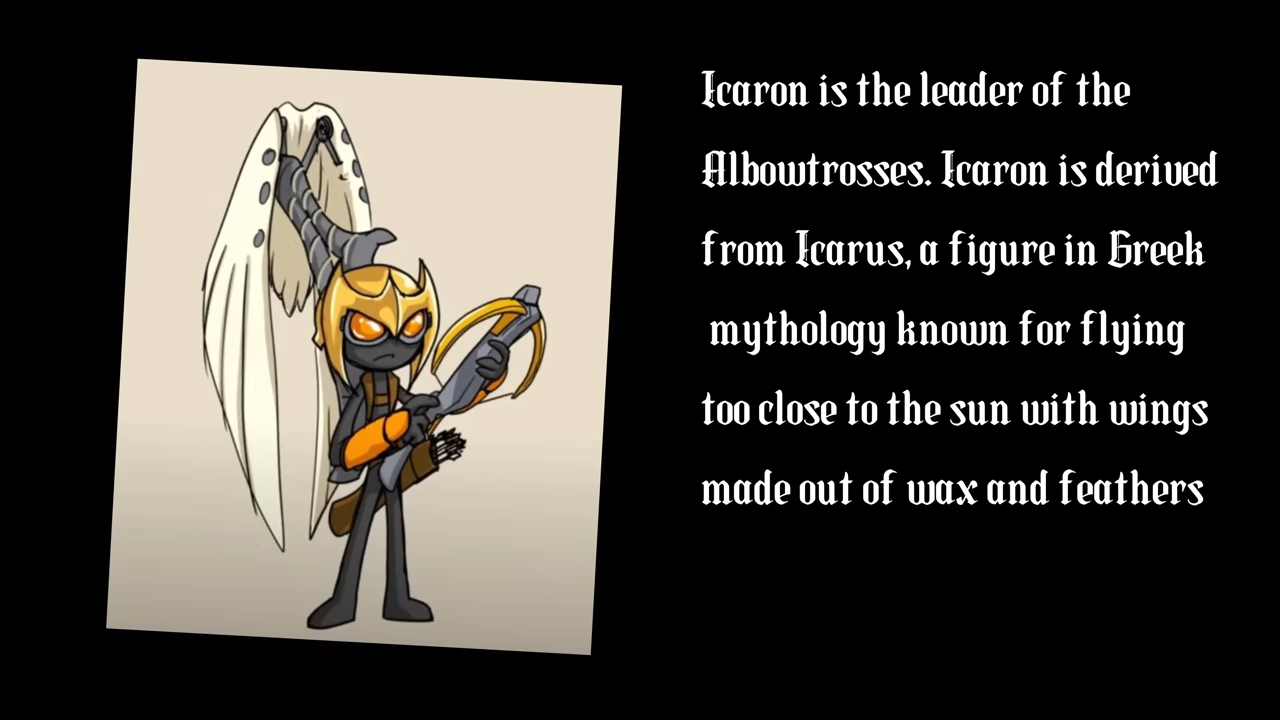 Icaron is the leader of the
Albowtrosses. Icaron is derived
from Icarus, a figure in Greek
mythology known for flying
too close to the sun with wings
made out of wax and feathers